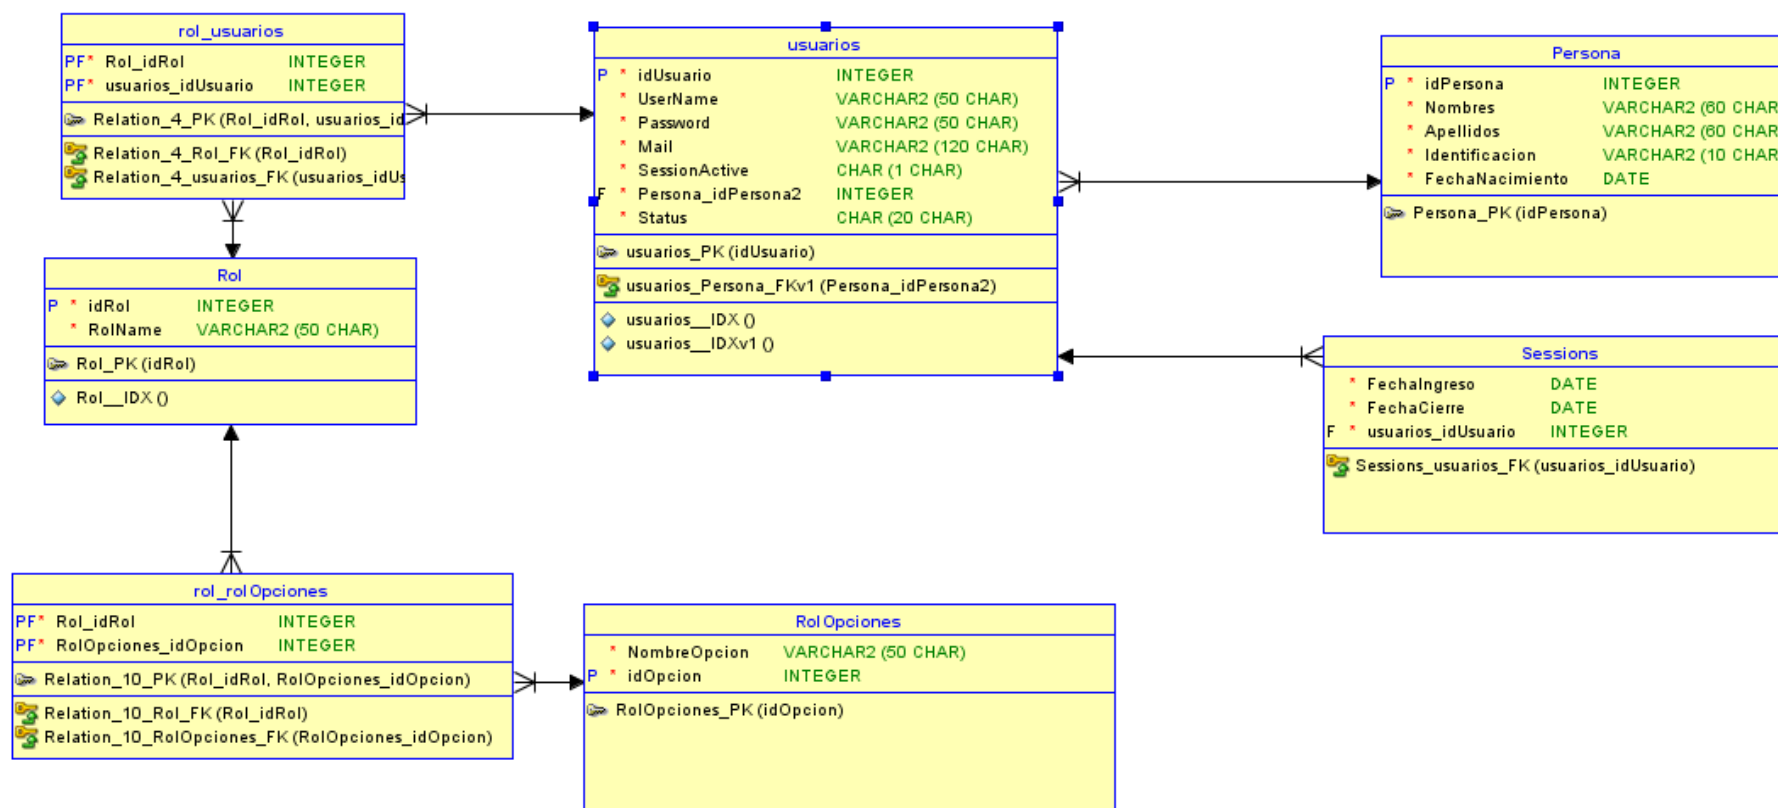 rol_usuarios
PF* Rol_idRol INTEGER
PF* usuarios_idUsuario INTEGER
Relation_4_PK (Rol_idRol, usuarios_id
Relation_4_Rol_FK (Rol_idRol)
Relation_4_usuarios_FK (usuarios_idUs
usuarios
P * idUsuario INTEGER
* UserName VARCHAR2 (50 CHAR)
* Password VARCHAR2 (50 CHAR)
* Mail VARCHAR2 (120 CHAR)
* SessionActive CHAR (1 CHAR)
F * Persona_idPersona2 INTEGER
* Status CHAR (20 CHAR)
usuarios_PK (idUsuario)
usuarios_Persona_FKv1 (Persona_idPersona2)
usuarios__IDX ()
usuarios__IDXv1 ()
Persona
P * idPersona INTEGER
* Nombres VARCHAR2 (60 CHAR
* Apellidos VARCHAR2 (60 CHAR
* Identificacion VARCHAR2 (10 CHAR
* FechaNacimiento DATE
Persona_PK (idPersona)
Rol
P * idRol INTEGER
* RolName VARCHAR2 (50 CHAR)
Rol_PK (idRol)
Rol__IDX ()
Sessions
* FechaIngreso DATE
* FechaCierre DATE
F * usuarios_idUsuario INTEGER
Sessions_usuarios_FK (usuarios_idUsuario)
rol_rolOpciones
PF* Rol_idRol INTEGER
PF* RolOpciones_idOpcion INTEGER
Relation_10_PK (Rol_idRol, RolOpciones_idOpcion)
Relation_10_Rol_FK (Rol_idRol)
Relation_10_RolOpciones_FK (RolOpciones_idOpcion)
RolOpciones
* NombreOpcion VARCHAR2 (50 CHAR)
P * idOpcion INTEGER
RolOpciones_PK (idOpcion)